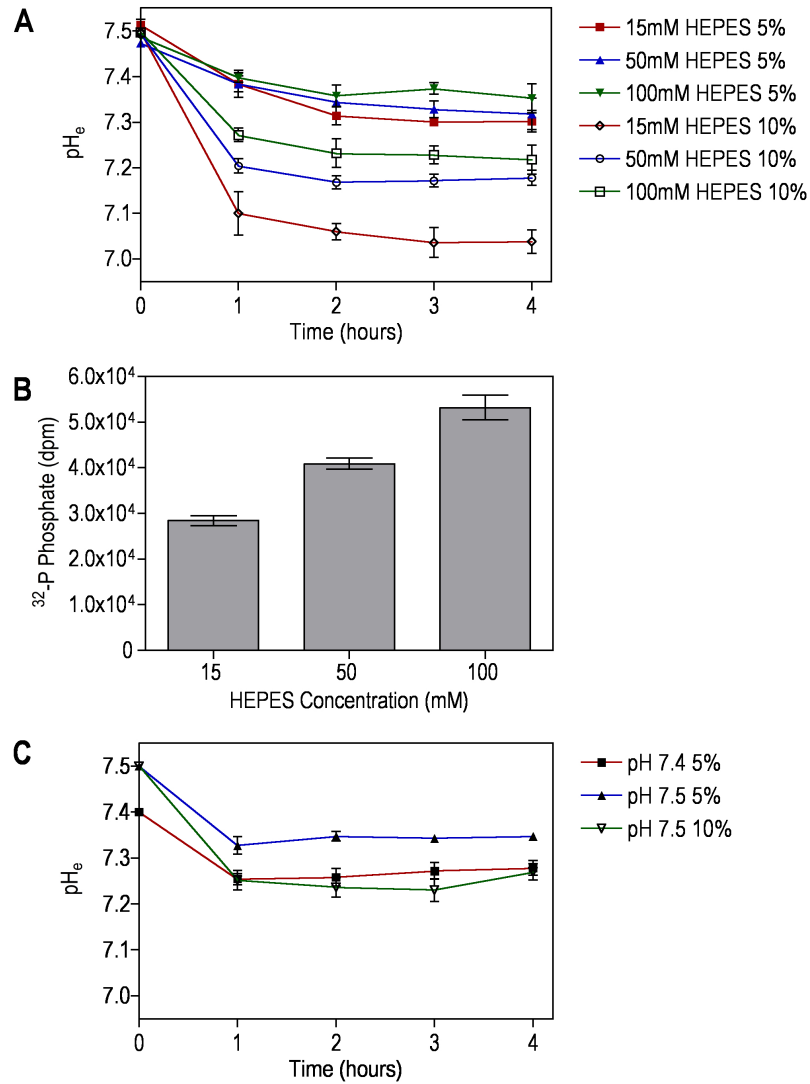 A
7.5
7.4
7.3
7.2
7.1
7.0
pHe
0 1 2 3 4
Time (hours)
15mM HEPES 5%
50mM HEPES 5%
100mM HEPES 5%
15mM HEPES 10%
50mM HEPES 10%
100mM HEPES 10%
B
6.0x10⁴
5.0x10⁴
4.0x10⁴
3.0x10⁴
2.0x10⁴
1.0x10⁴
0
³²-P Phosphate (dpm)
15 50 100
HEPES Concentration (mM)
C
7.5
7.4
7.3
7.2
7.1
7.0
pHe
0 1 2 3 4
Time (hours)
pH 7.4 5%
pH 7.5 5%
pH 7.5 10%